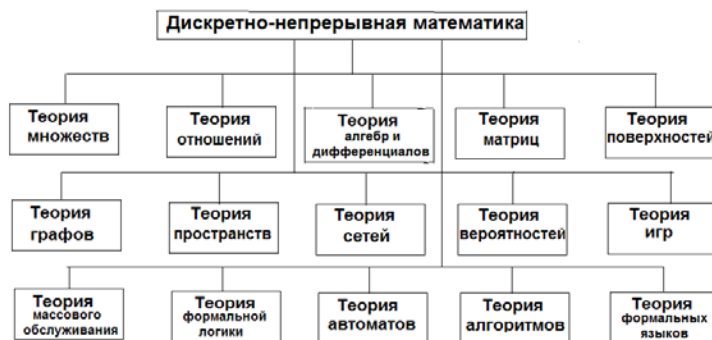 Дискретно-непрерывная математика
Теория
множеств
Теория
отношений
Теория
алгебр и
дифференциалов
Теория
матриц
Теория
поверхностей
Теория
графов
Теория
пространств
Теория
сетей
Теория
вероятностей
Теория
игр
Теория
массового
обслуживания
Теория
формальной
логики
Теория
автоматов
Теория
алгоритмов
Теория
формальных
языков